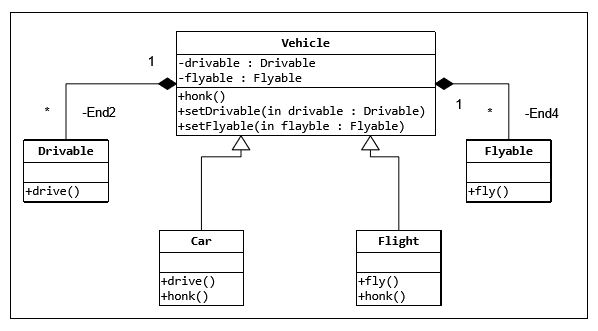 Vehicle
-drivable : Drivable
-flyable : Flyable
+honk()
+setDrivable(in drivable : Drivable)
+setFlyable(in flayble : Flyable)
1
*
-End2
1
*
-End4
Drivable
+drive()
Flyable
+fly()
Car
+drive()
+honk()
Flight
+fly()
+honk()